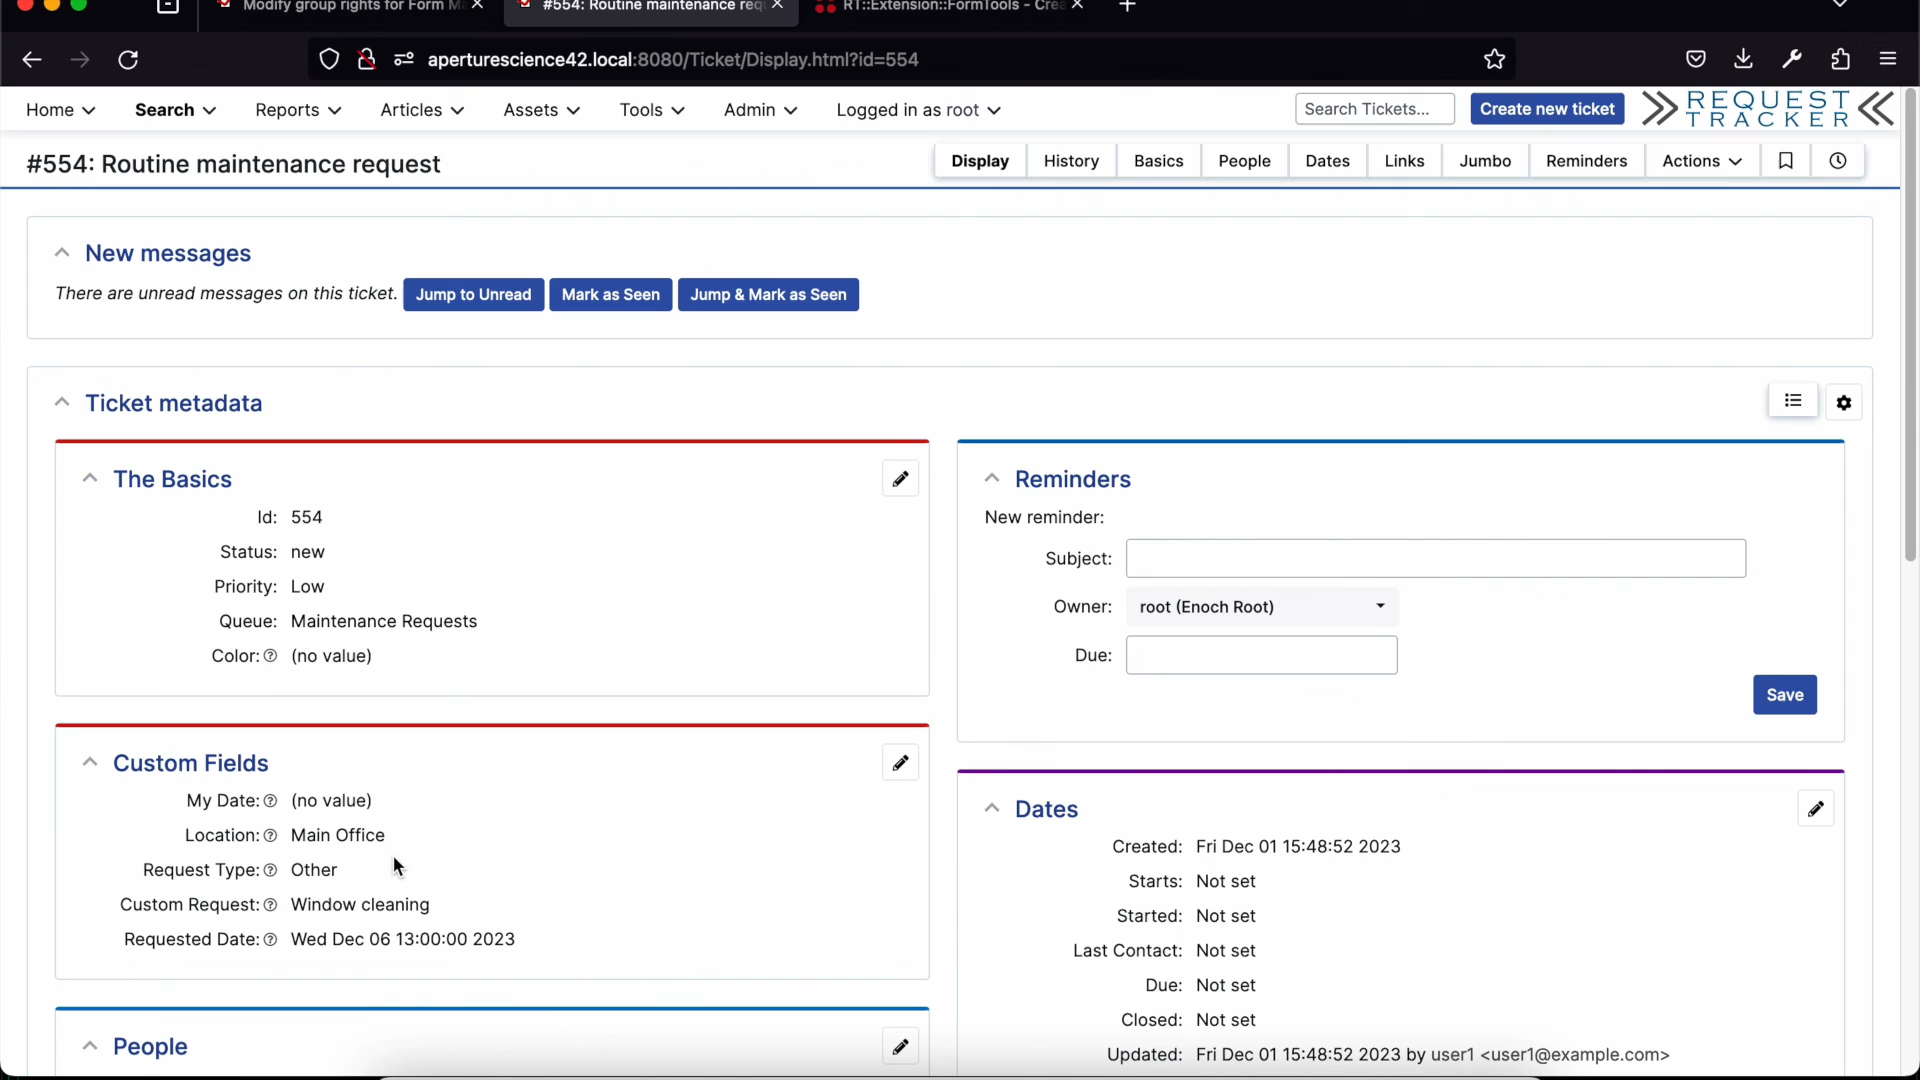 Modify group rights for Form Ma
#554: Routine maintenance requ
RT::Extension::FormTools - Crea
aperturescience42.local:8080/Ticket/Display.html?id=554
Home Search Reports Articles Assets Tools Admin Logged in as root Search Tickets... Create new ticket REQUEST TRACKER
#554: Routine maintenance request
Display History Basics People Dates Links Jumbo Reminders Actions
New messages
There are unread messages on this ticket. Jump to Unread Mark as Seen Jump & Mark as Seen
Ticket metadata
The Basics
Id: 554
Status: new
Priority: Low
Queue: Maintenance Requests
Color: (no value)
Reminders
New reminder:
Subject:
Owner: root (Enoch Root)
Due:
Save
Custom Fields
My Date: (no value)
Location: Main Office
Request Type: Other
Custom Request: Window cleaning
Requested Date: Wed Dec 06 13:00:00 2023
Dates
Created: Fri Dec 01 15:48:52 2023
Starts: Not set
Started: Not set
Last Contact: Not set
Due: Not set
Closed: Not set
Updated: Fri Dec 01 15:48:52 2023 by user1 <user1@example.com>
People